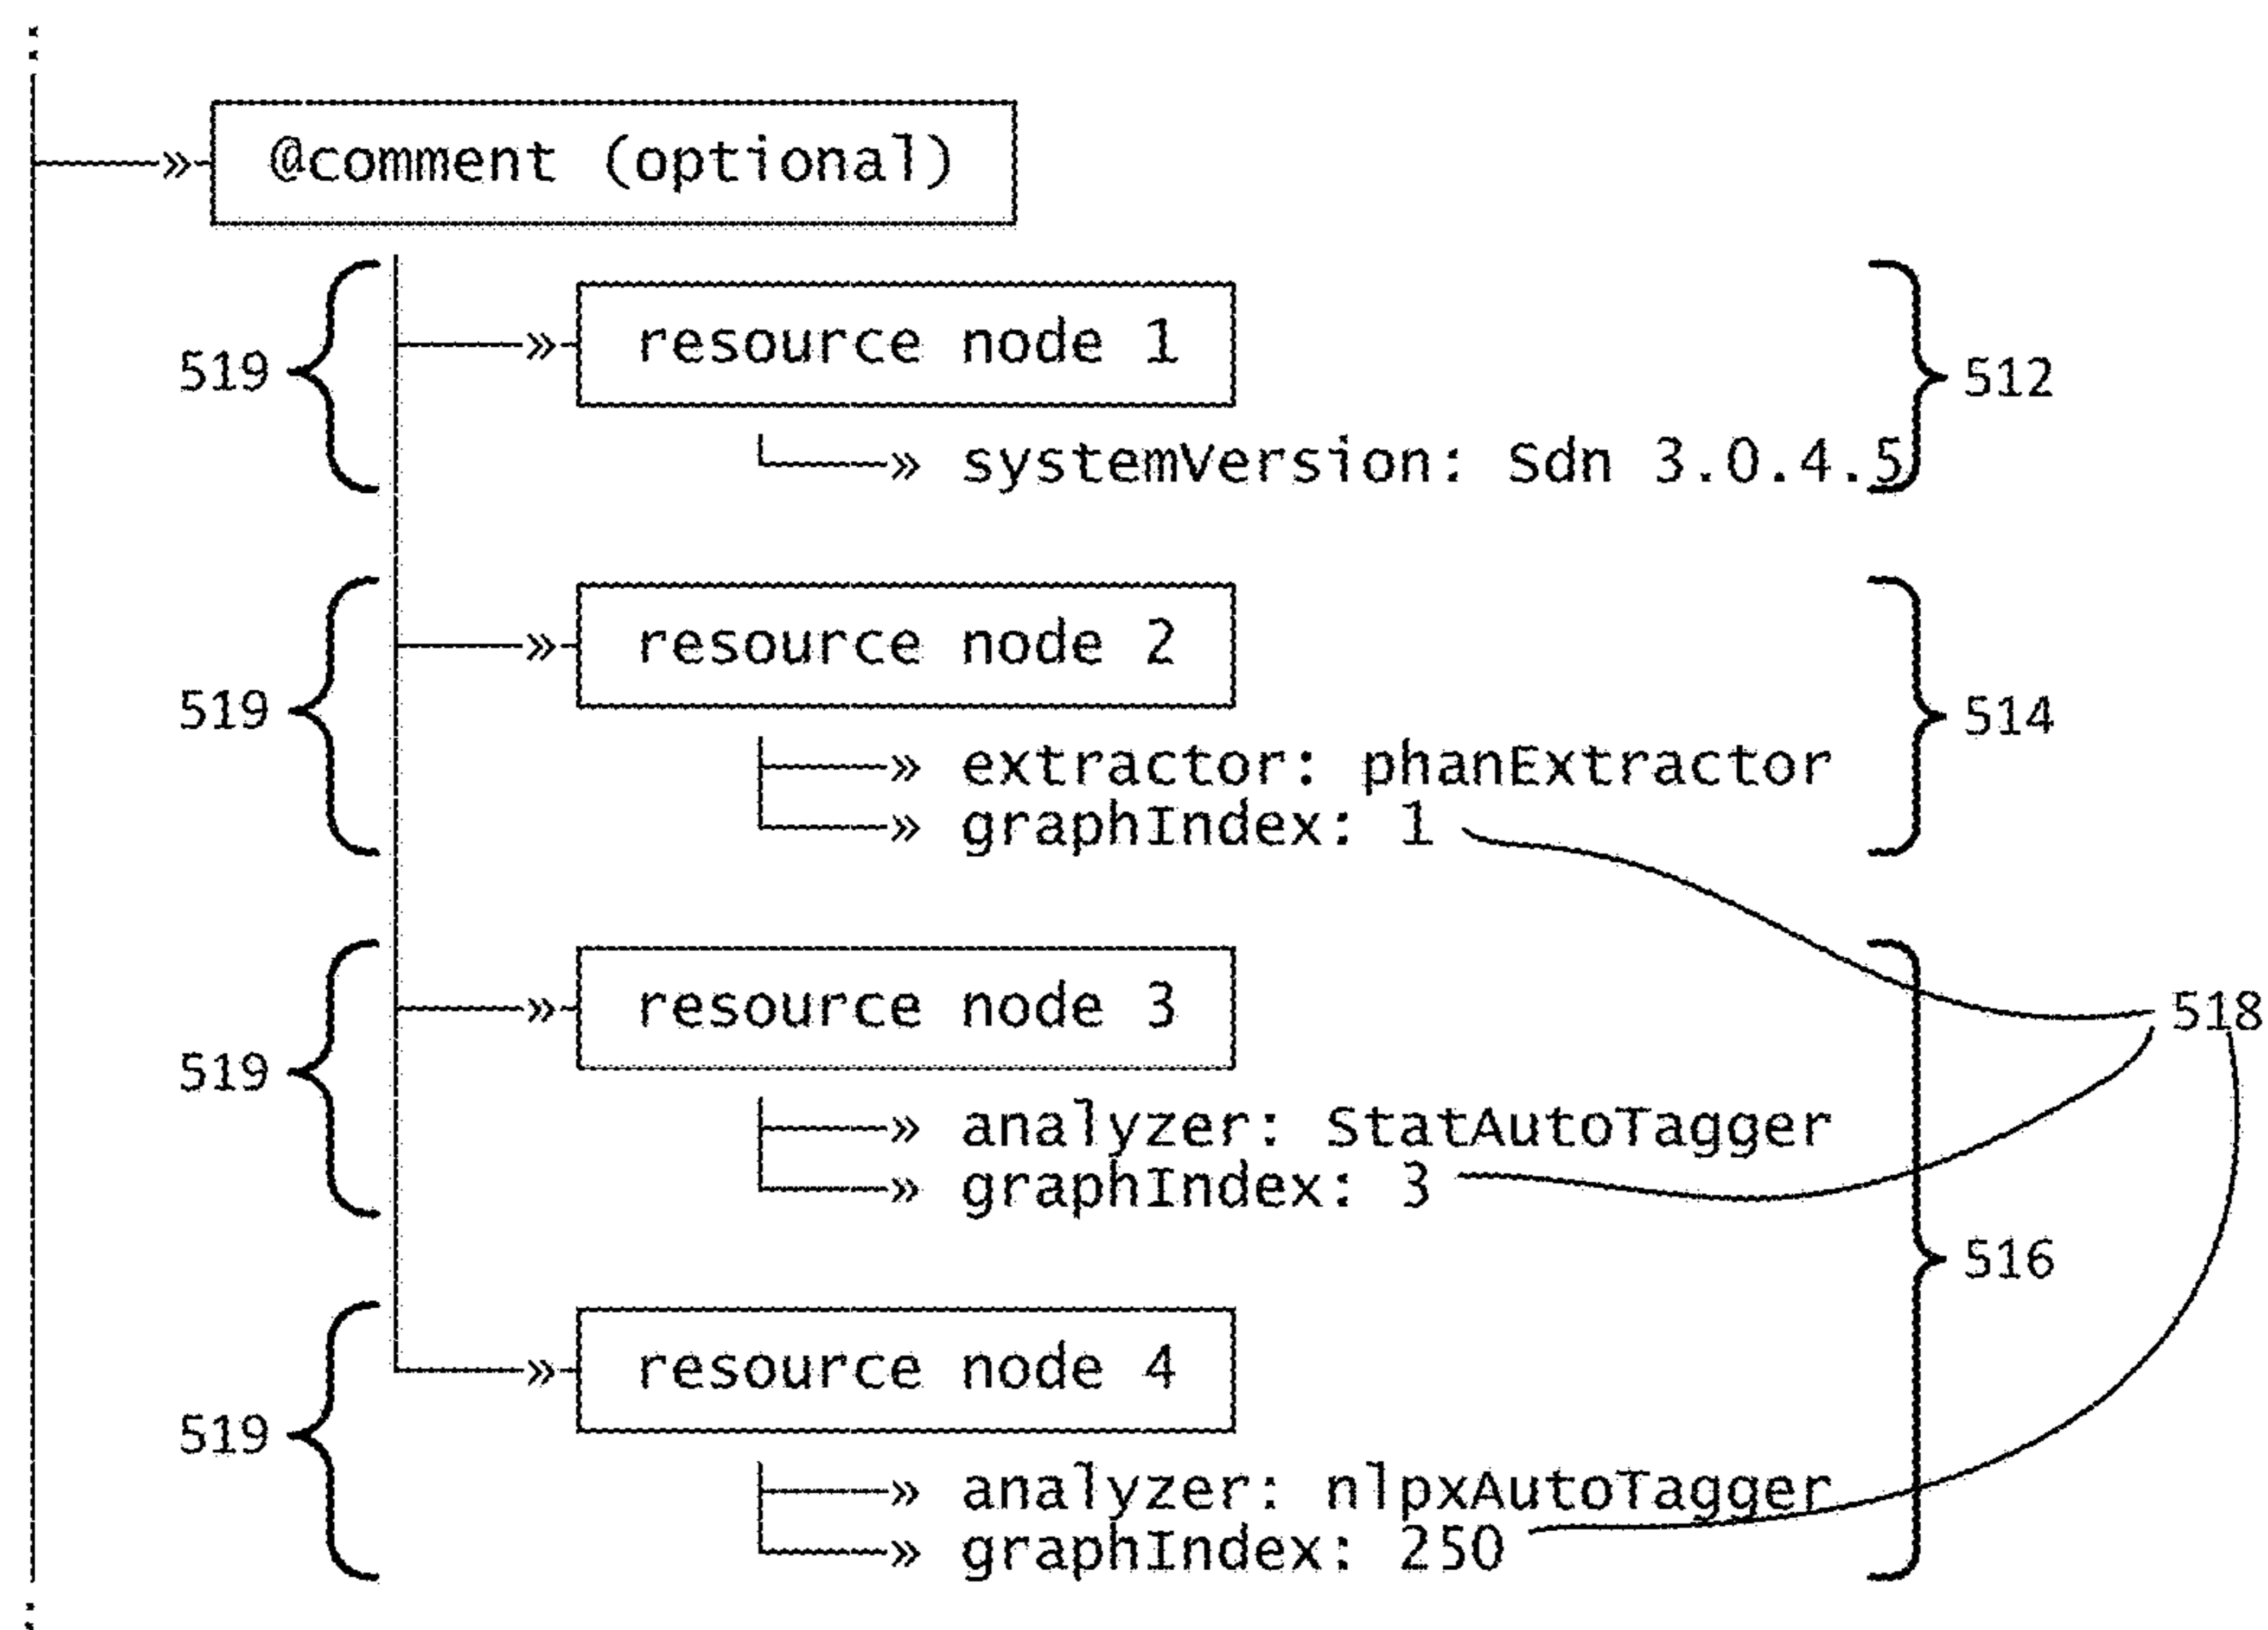 @comment (optional)
resource node 1
519
512
systemVersion: Sdn 3.0.4.5
resource node 2
519
514
extractor: phanExtractor
graphIndex: 1
resource node 3
518
519
analyzer: StatAutoTagger
graphIndex: 3
516
resource node 4
519
analyzer: nlpxAutoTagger
graphIndex: 250